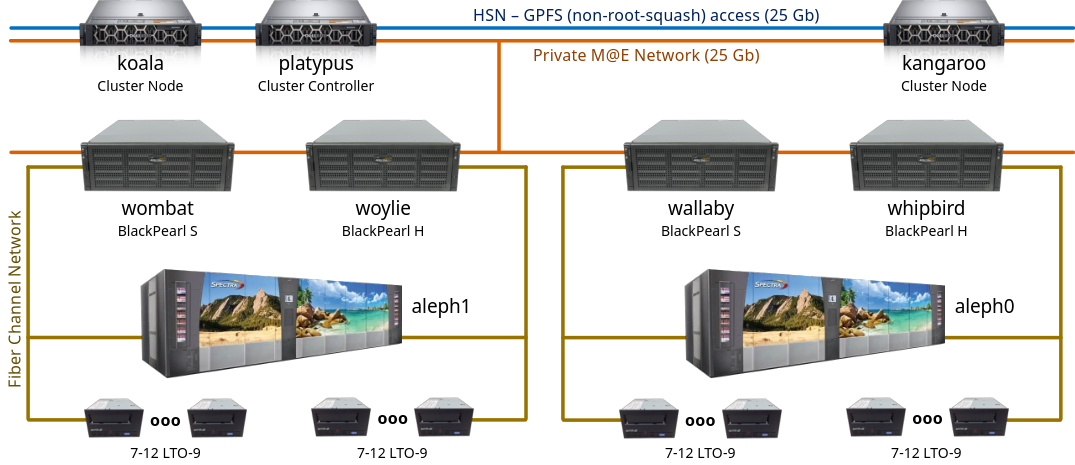 HSN – GPFS (non-root-squash) access (25 Gb)
Private M@E Network (25 Gb)
koala
Cluster Node
platypus
Cluster Controller
kangaroo
Cluster Node
wombat
BlackPearl S
woylie
BlackPearl H
wallaby
BlackPearl S
whipbird
BlackPearl H
Fiber Channel Network
SPECTRA
aleph1
SPECTRA
aleph0
ooo
ooo
ooo
ooo
7-12 LTO-9
7-12 LTO-9
7-12 LTO-9
7-12 LTO-9